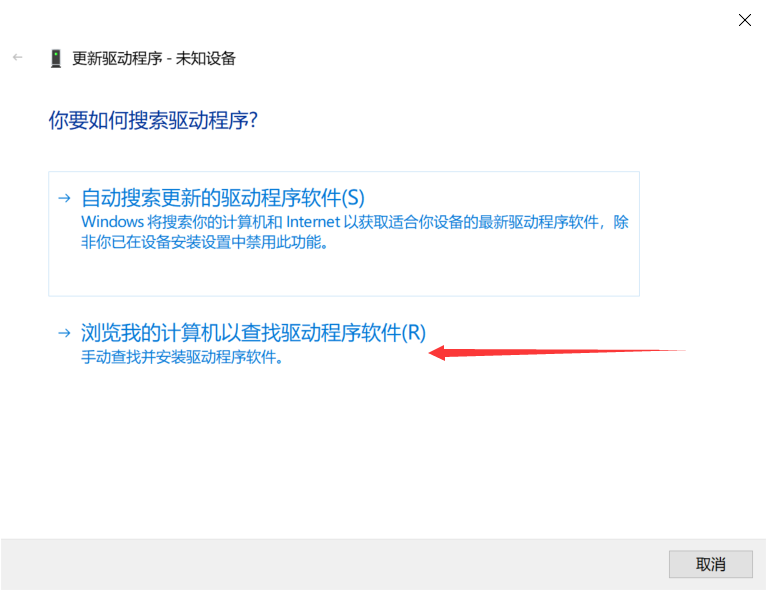 更新驱动程序 - 未知设备
你要如何搜索驱动程序?
自动搜索更新的驱动程序软件(S)
Windows 将搜索你的计算机和 Internet 以获取适合你设备的最新驱动程序软件，除
非你已在设备安装设置中禁用此功能。
浏览我的计算机以查找驱动程序软件(R)
手动查找并安装驱动程序软件。
取消